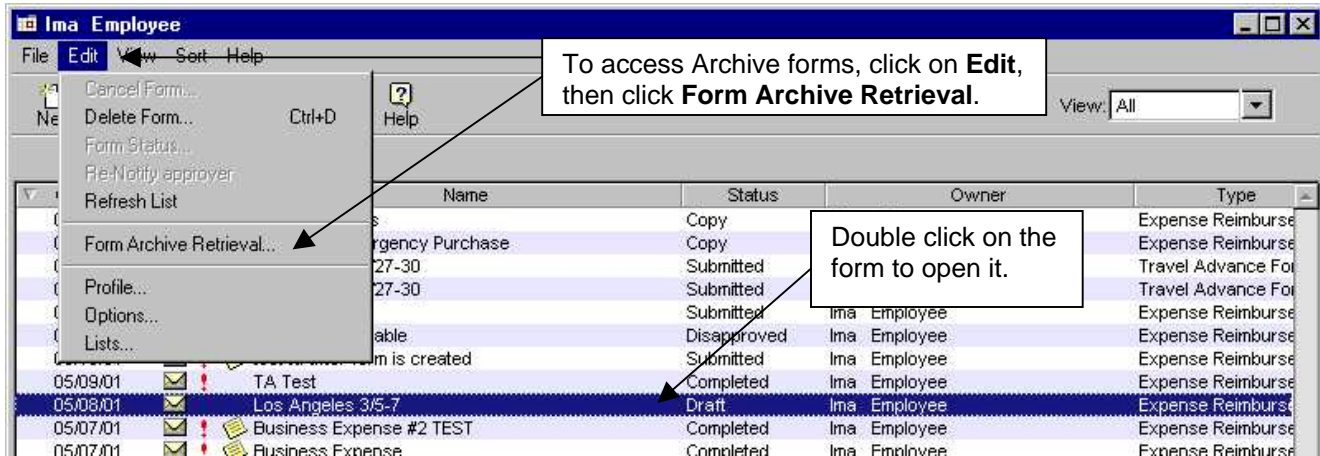 Ima Employee
File Edit View Sort Help
To access Archive forms, click on Edit,
then click Form Archive Retrieval.
Cancel Form...
Delete Form... Ctrl+D
Form Status...
Re-Notify approver
Refresh List
Form Archive Retrieval...
Profile...
Options...
Lists...
Ne Help View: All
Name Status Owner Type
s Copy Expense Reimburse
rgency Purchase Copy Expense Reimburse
27-30 Submitted Travel Advance For
27-30 Submitted Travel Advance For
Double click on the
form to open it.
Submitted Ima Employee Expense Reimburse
able Disapproved Ima Employee Expense Reimburse
is created Submitted Ima Employee Expense Reimburse
05/09/01 ! TA Test Completed Ima Employee Expense Reimburse
05/08/01 Los Angeles 3/5-7 Draft Ima Employee Expense Reimburse
05/07/01 ! Business Expense #2 TEST Completed Ima Employee Expense Reimburse
05/07/01 ! Business Expense Completed Ima Employee Expense Reimburse